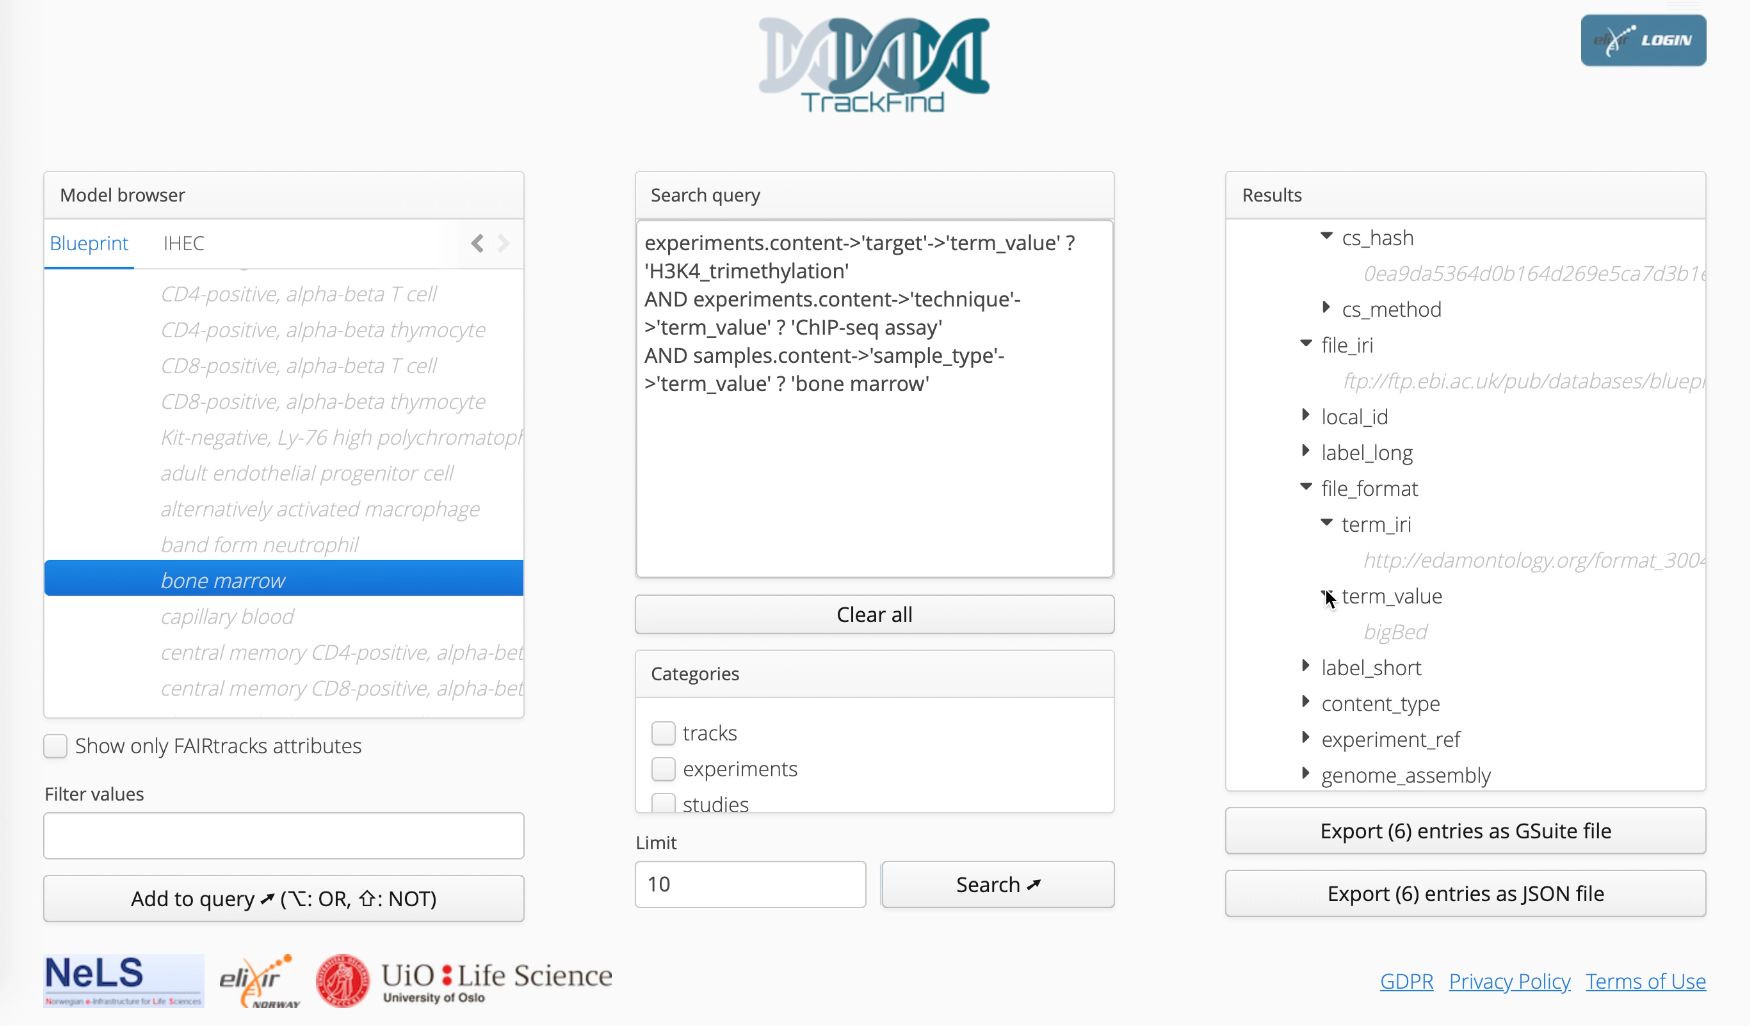 TrackFind
elixir LOGIN
Model browser
Blueprint IHEC
CD4-positive, alpha-beta T cell
CD4-positive, alpha-beta thymocyte
CD8-positive, alpha-beta T cell
CD8-positive, alpha-beta thymocyte
Kit-negative, Ly-76 high polychromatoph
adult endothelial progenitor cell
alternatively activated macrophage
band form neutrophil
bone marrow
capillary blood
central memory CD4-positive, alpha-bet
central memory CD8-positive, alpha-bet
Show only FAIRtracks attributes
Filter values
Add to query ➚ (⌥: OR, ⇧: NOT)
Search query
experiments.content->'target'->'term_value' ?
'H3K4_trimethylation'
AND experiments.content->'technique'-
>'term_value' ? 'ChIP-seq assay'
AND samples.content->'sample_type'-
>'term_value' ? 'bone marrow'
Clear all
Categories
tracks
experiments
studies
Limit
10
Search ➚
Results
cs_hash
0ea9da5364d0b164d269e5ca7d3b1e
cs_method
file_iri
ftp://ftp.ebi.ac.uk/pub/databases/bluepr
local_id
label_long
file_format
term_iri
http://edamontology.org/format_3004
term_value
bigBed
label_short
content_type
experiment_ref
genome_assembly
Export (6) entries as GSuite file
Export (6) entries as JSON file
NeLS
Norwegian e-Infrastructure for Life Sciences
elixir
NORWAY
UiO Life Science
University of Oslo
GDPR Privacy Policy Terms of Use